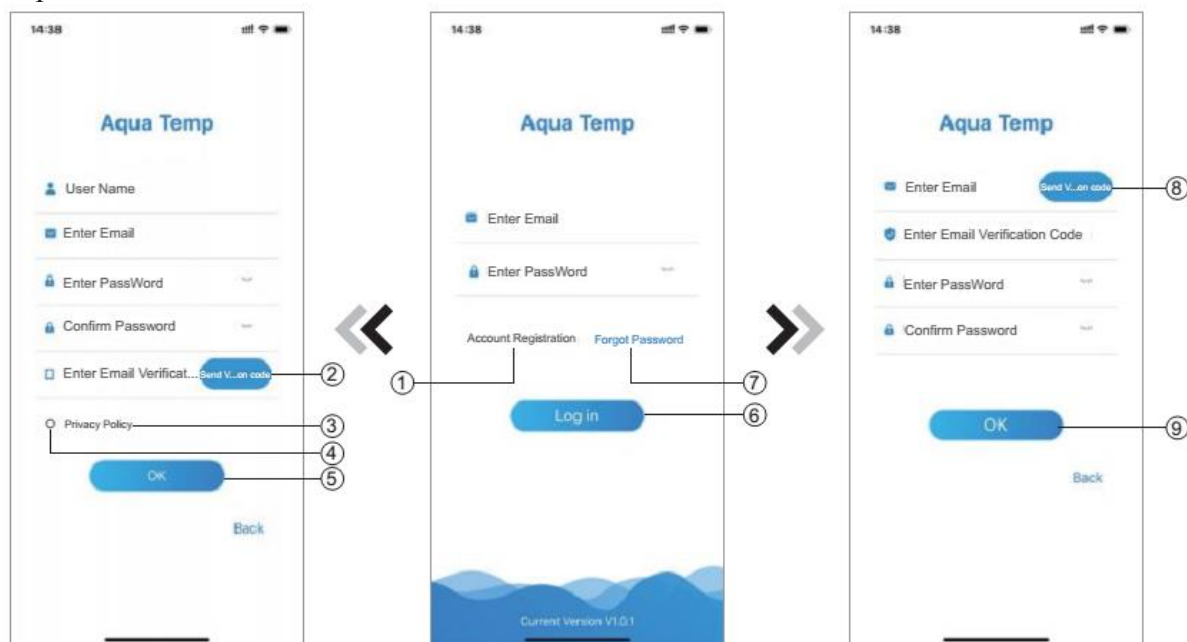 14:38
Aqua Temp
User Name
Enter Email
Enter PassWord
Confirm Password
Enter Email Verificat... Send V...on code
②
Privacy Policy
③
④
OK
⑤
Back
14:38
Aqua Temp
Enter Email
Enter PassWord
Account Registration Forgot Password
① ⑦
Log in
⑥
Current Version V1.0.1
14:38
Aqua Temp
Enter Email Send V...on code
⑧
Enter Email Verification Code
Enter PassWord
Confirm Password
OK
⑨
Back